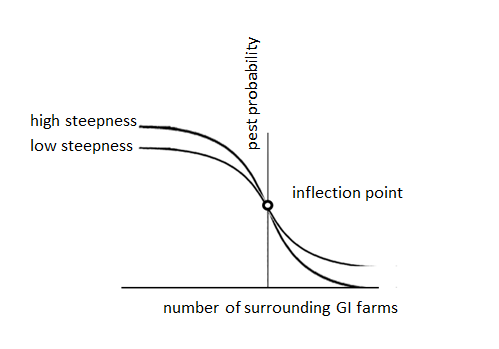 pest probability
high steepness
low steepness
inflection point
number of surrounding GI farms